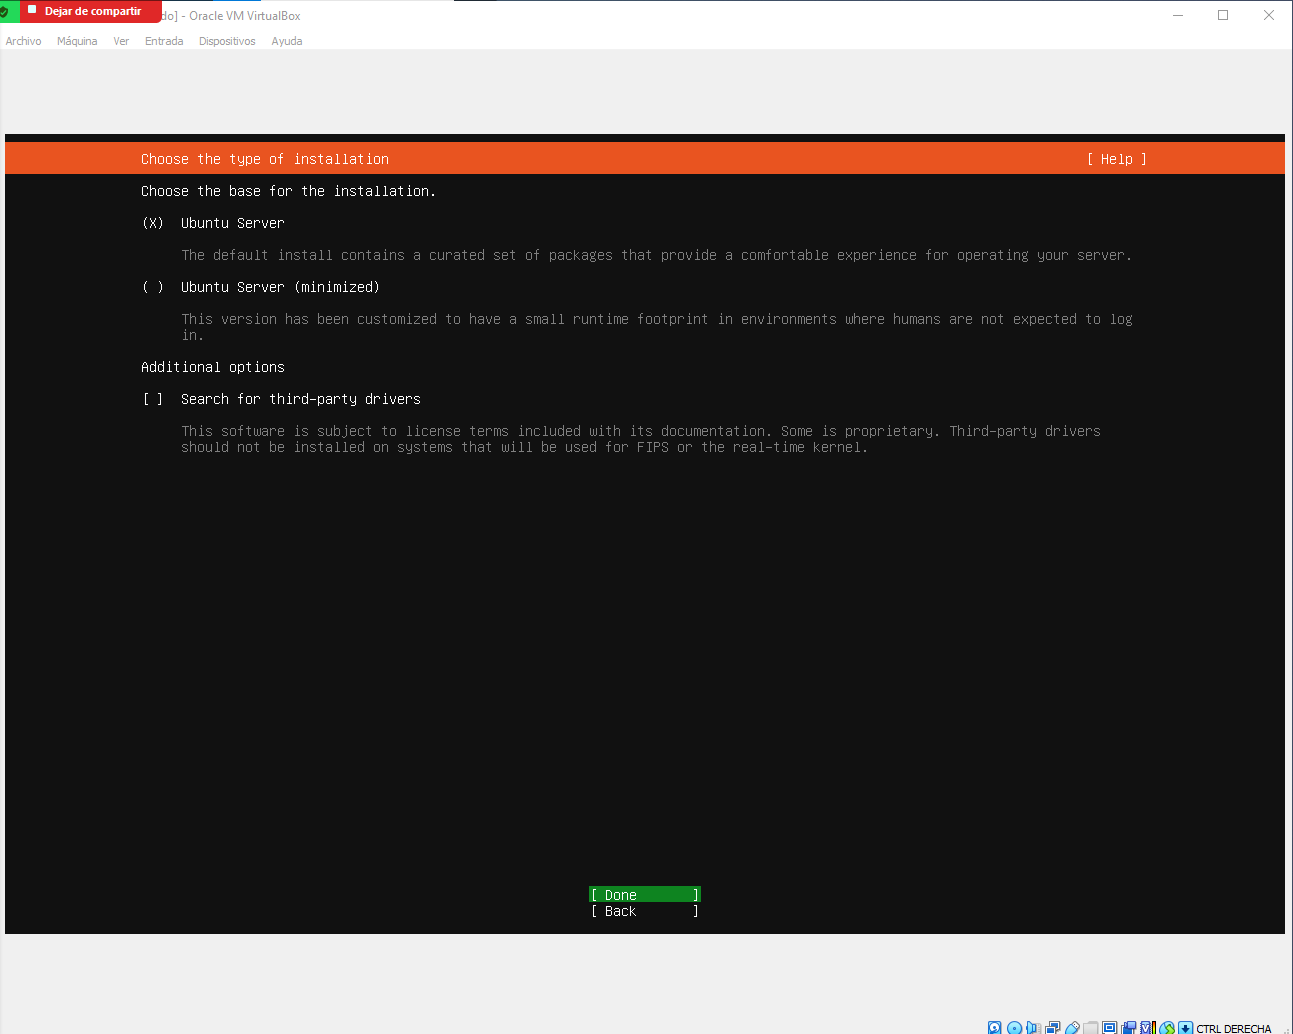 Dejar de compartir
do] - Oracle VM VirtualBox
Archivo Máquina Ver Entrada Dispositivos Ayuda
Choose the type of installation [ Help ]
Choose the base for the installation.
(X) Ubuntu Server
The default install contains a curated set of packages that provide a comfortable experience for operating your server.
( ) Ubuntu Server (minimized)
This version has been customized to have a small runtime footprint in environments where humans are not expected to log
in.
Additional options
[ ] Search for third-party drivers
This software is subject to license terms included with its documentation. Some is proprietary. Third-party drivers
should not be installed on systems that will be used for FIPS or the real-time kernel.
[ Done ]
[ Back ]
CTRL DERECHA